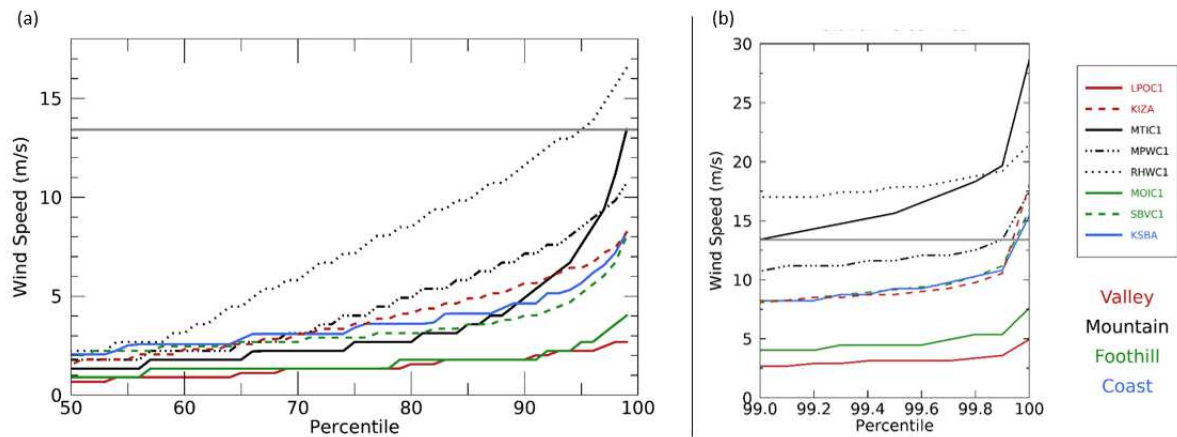 (a)
15
10
5
0
50 60 70 80 90 100
Wind Speed (m/s)
Percentile
(b)
30
25
20
15
10
5
0
99.0 99.2 99.4 99.6 99.8 100
Wind Speed (m/s)
Percentile
LPOC1
KIZA
MTIC1
MPWC1
RHWC1
MOIC1
SBVC1
KSBA
Valley
Mountain
Foothill
Coast